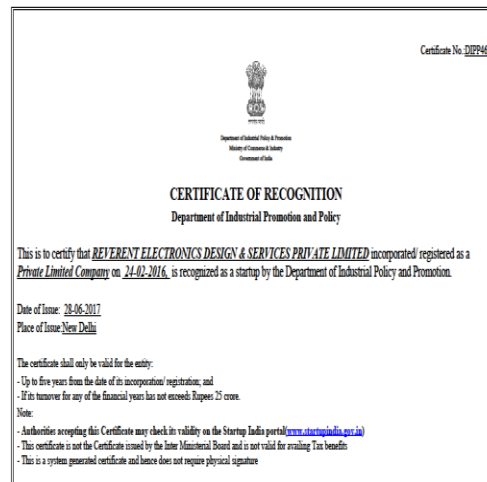 Certificate No.:DIPP46
Department of Industrial Policy & Promotion
Ministry of Commerce & Industry
Government of India
CERTIFICATE OF RECOGNITION
Department of Industrial Promotion and Policy
This is to certify that REVERENT ELECTRONICS DESIGN & SERVICES PRIVATE LIMITED incorporated/ registered as a
Private Limited Company on 24-02-2016, is recognized as a startup by the Department of Industrial Policy and Promotion.
Date of Issue: 28-06-2017
Place of Issue:New Delhi
The certificate shall only be valid for the entity:
- Up to five years from the date of its incorporation/ registration; and
- If its turnover for any of the financial years has not exceeds Rupees 25 crore.
Note:
- Authorities accepting this Certificate may check its validity on the Startup India portal(www.startupindia.gov.in)
- This certificate is not the Certificate issued by the Inter Ministerial Board and is not valid for availing Tax benefits
- This is a system generated certificate and hence does not require physical signature